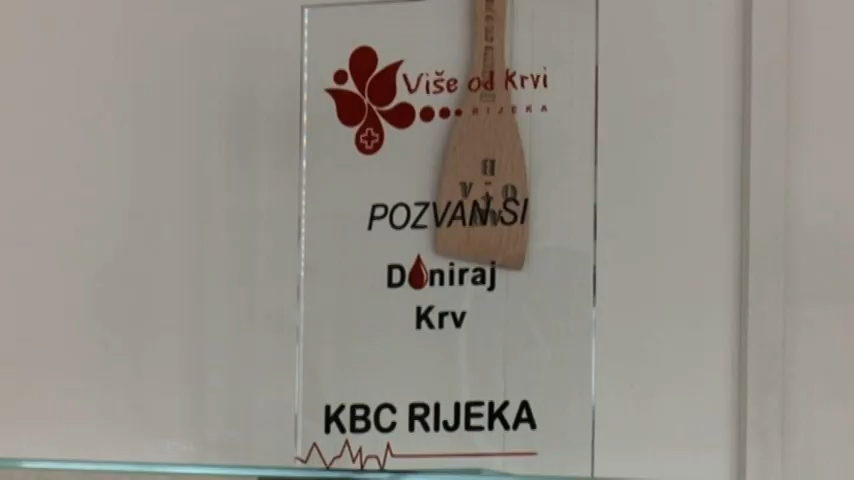 Više od Krvi
RIJEKA
POZVAN SI
Doniraj
Krv
KBC RIJEKA